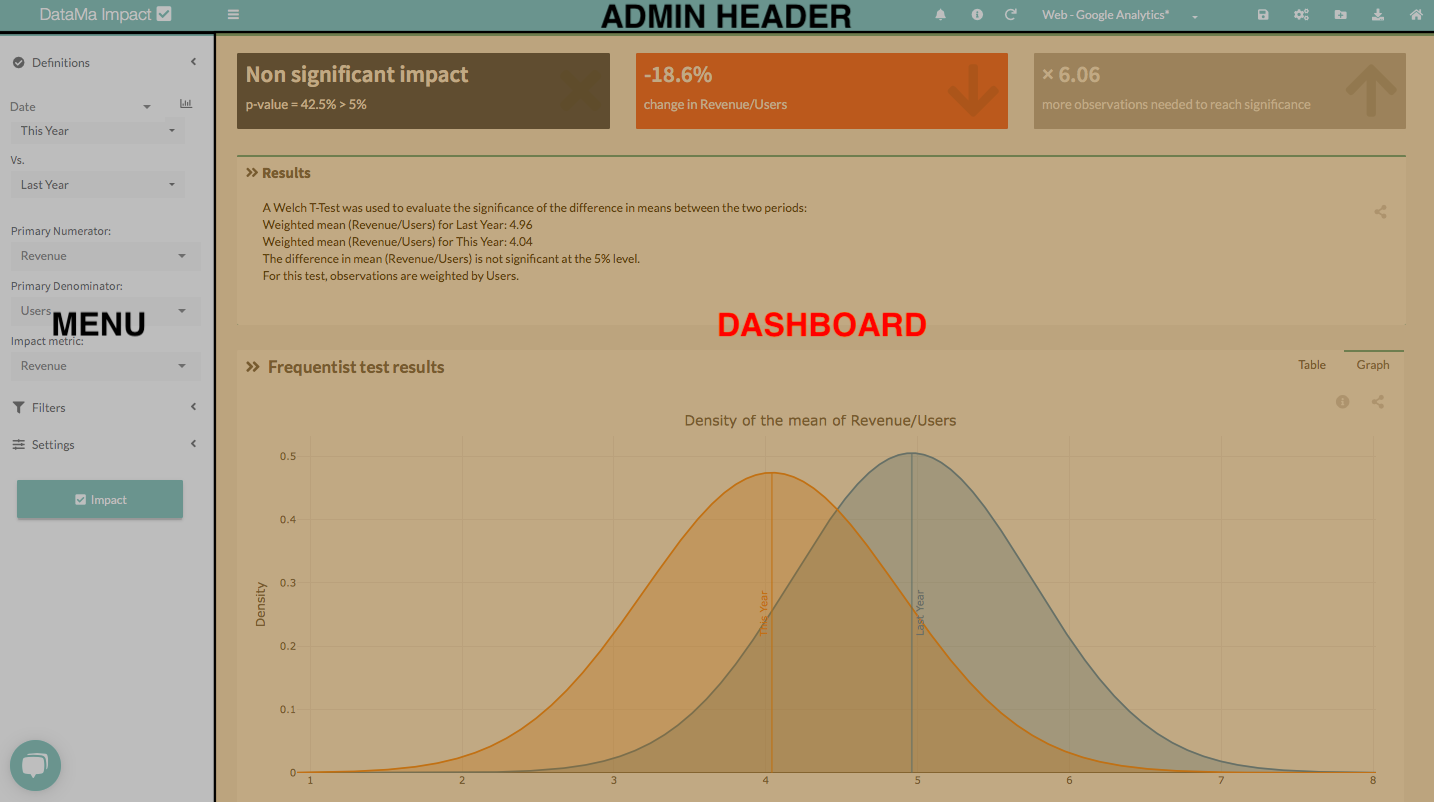 DataMa Impact
ADMIN HEADER
Web - Google Analytics*
Definitions
Date
This Year
Vs.
Last Year
Primary Numerator:
Revenue
Primary Denominator:
Users
MENU
Impact metric:
Revenue
Filters
Settings
Impact
Non significant impact
p-value = 42.5% > 5%
-18.6%
change in Revenue/Users
× 6.06
more observations needed to reach significance
Results
A Welch T-Test was used to evaluate the significance of the difference in means between the two periods:
Weighted mean (Revenue/Users) for Last Year: 4.96
Weighted mean (Revenue/Users) for This Year: 4.04
The difference in mean (Revenue/Users) is not significant at the 5% level.
For this test, observations are weighted by Users.
DASHBOARD
Frequentist test results
Table
Graph
Density of the mean of Revenue/Users
0.5
0.4
0.3
0.2
0.1
0
Density
This Year
Last Year
1 2 3 4 5 6 7 8